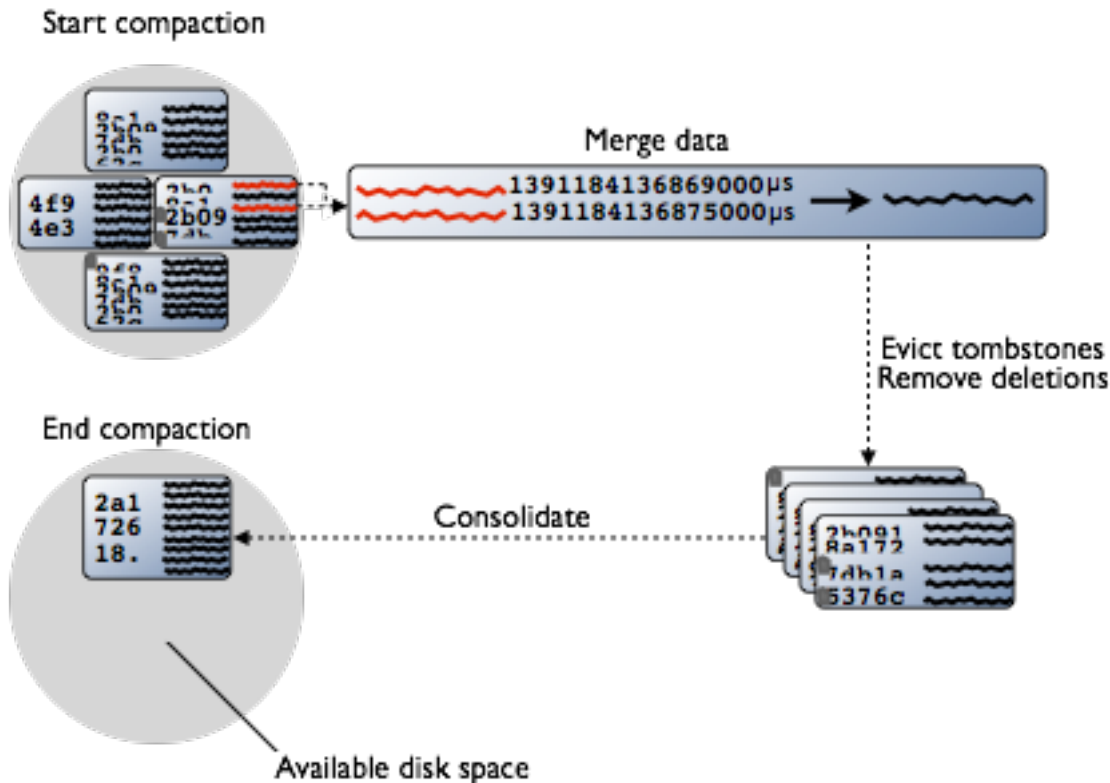 Start compaction
4f9
4e3
2b09
Merge data
1391184136869000µs
1391184136875000µs
Evict tombstones
Remove deletions
End compaction
2a1
726
18.
Consolidate
2b091
8a172
7db1a
5376c
Available disk space